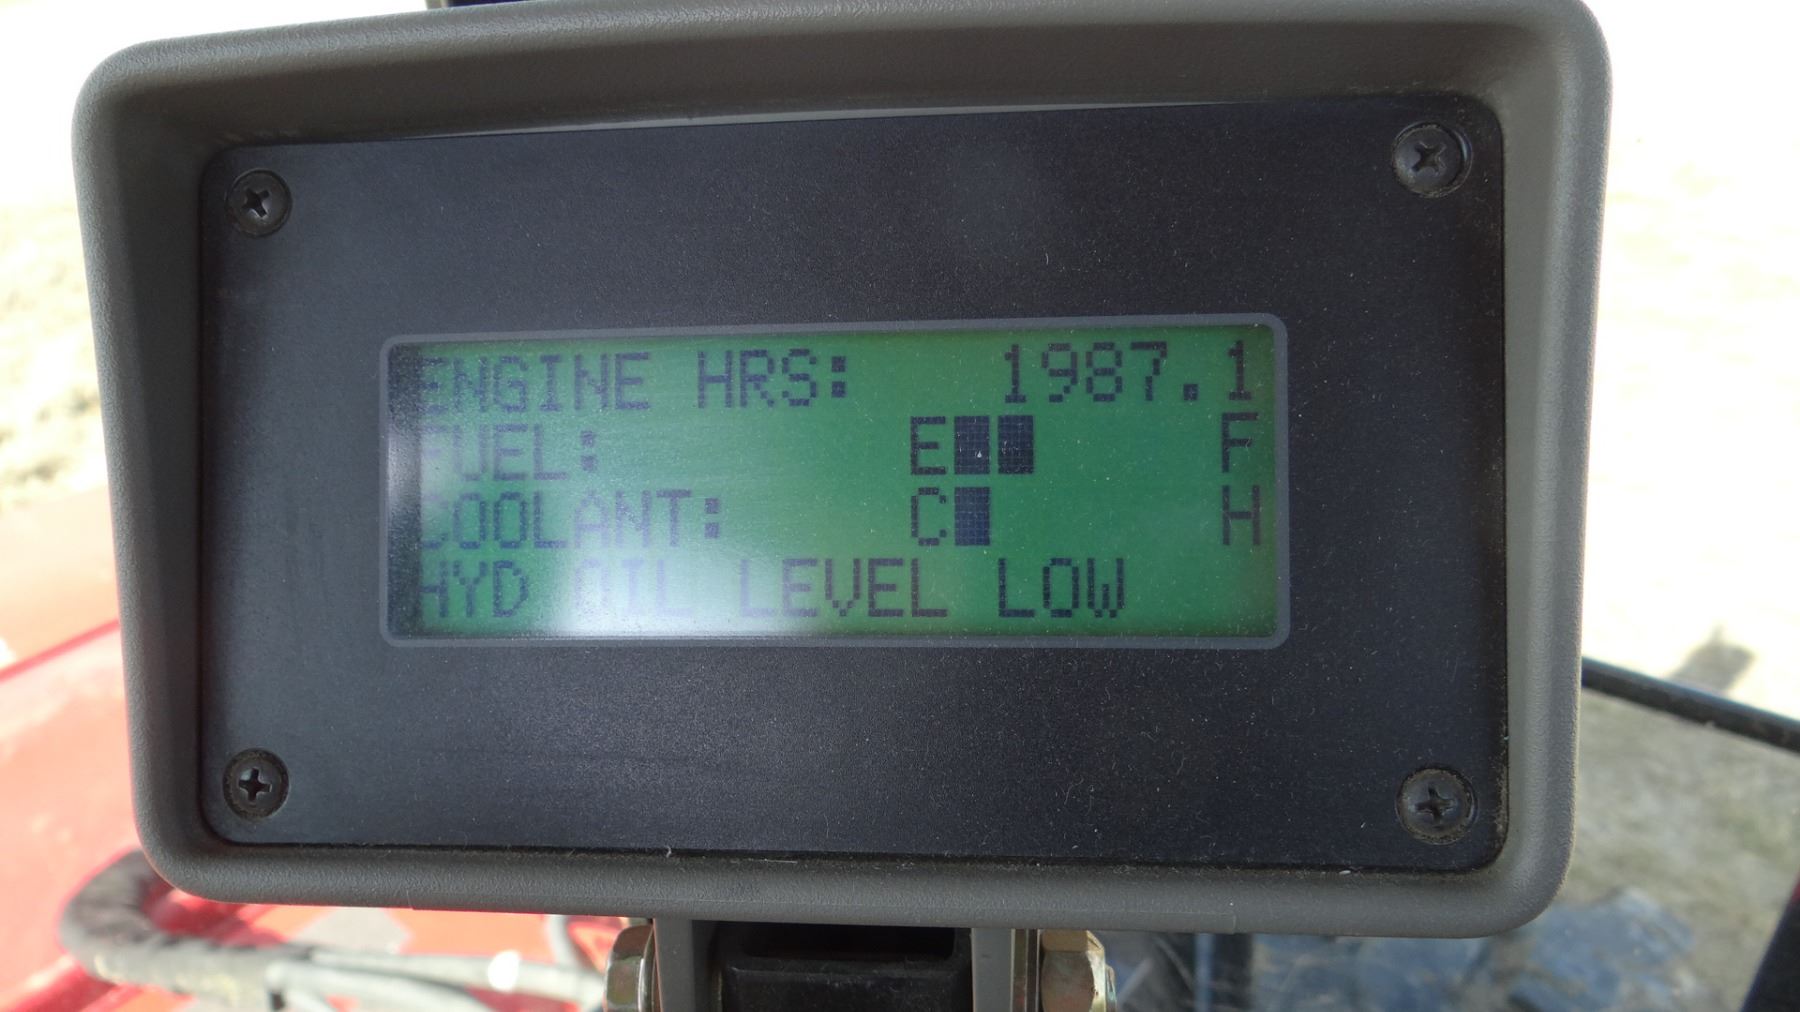 ENGINE HRS: 1987.1
FUEL: E██ F
COOLANT: C█ H
HYD OIL LEVEL LOW